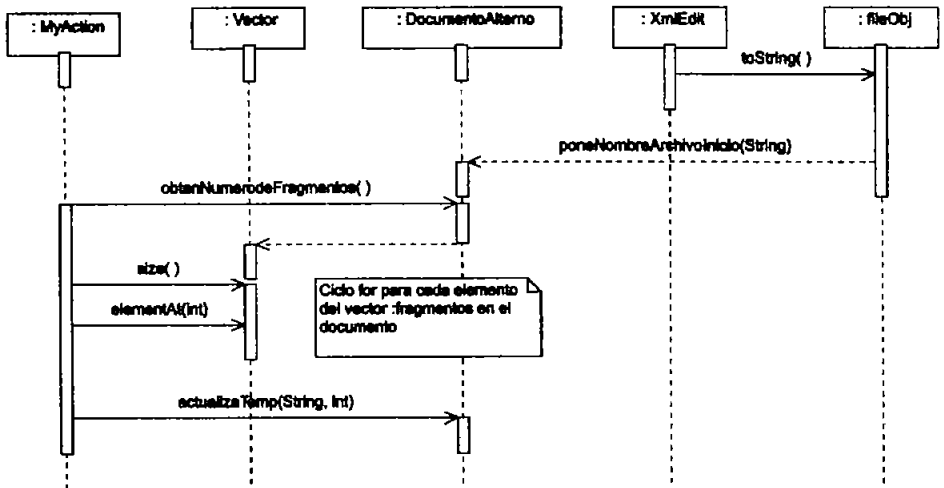 : MyAction
: Vector
: DocumentoAlterno
: XmlEdit
: fileObj
toString( )
poneNombreArchivoInicio(String)
obtenNumerodeFragmentos( )
size( )
elementAt(int)
Ciclo for para cada elemento
del vector :fragmentos en el
documento
actualizaTemp(String, int)